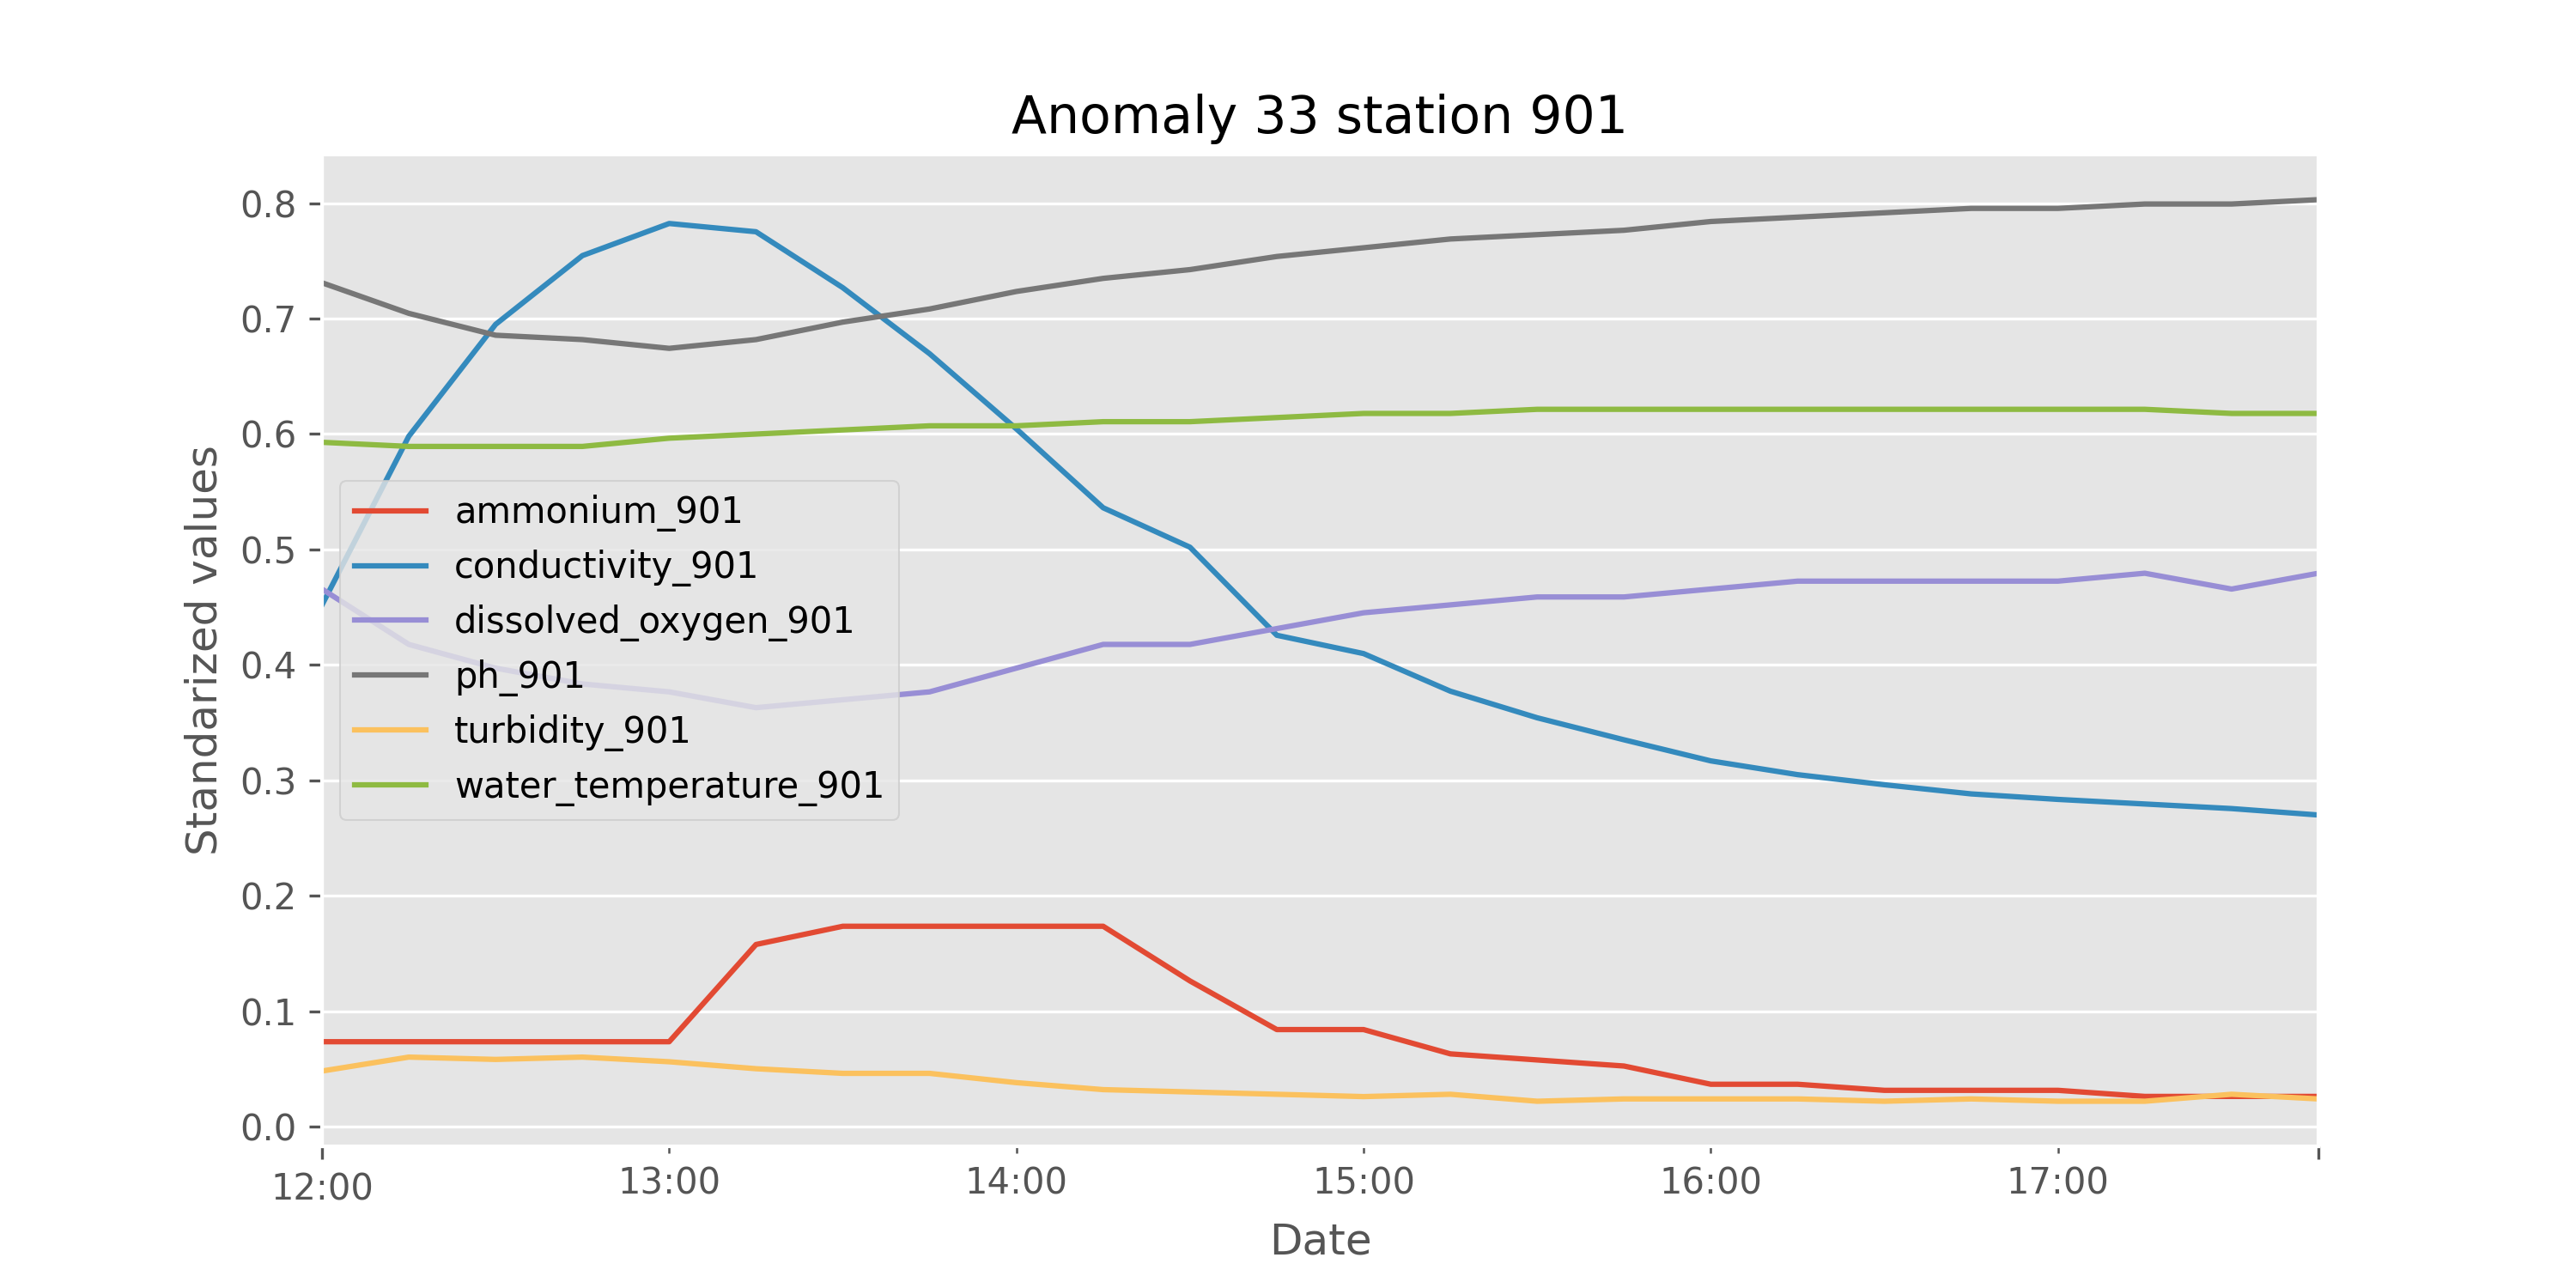 Anomaly 33 station 901
Standarized values
0.8
0.7
0.6
0.5
0.4
0.3
0.2
0.1
0.0
ammonium_901
conductivity_901
dissolved_oxygen_901
ph_901
turbidity_901
water_temperature_901
12:00 13:00 14:00 15:00 16:00 17:00
Date